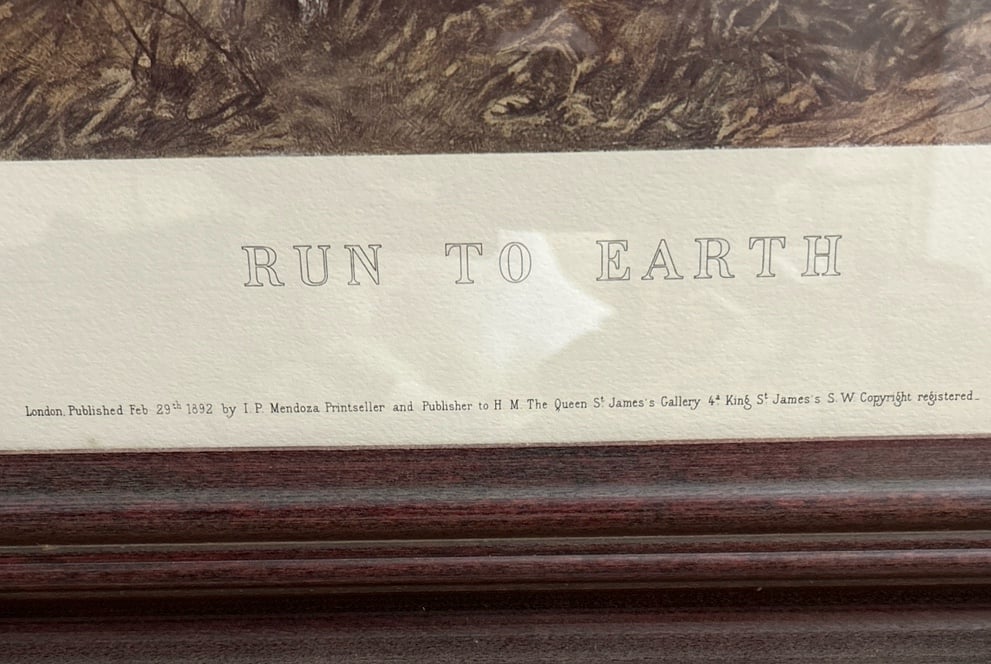 RUN TO EARTH
London, Published Feb 29th 1892 by I. P. Mendoza Printseller and Publisher to H. M. The Queen St James's Gallery 4a King St James's S. W Copyright registered_